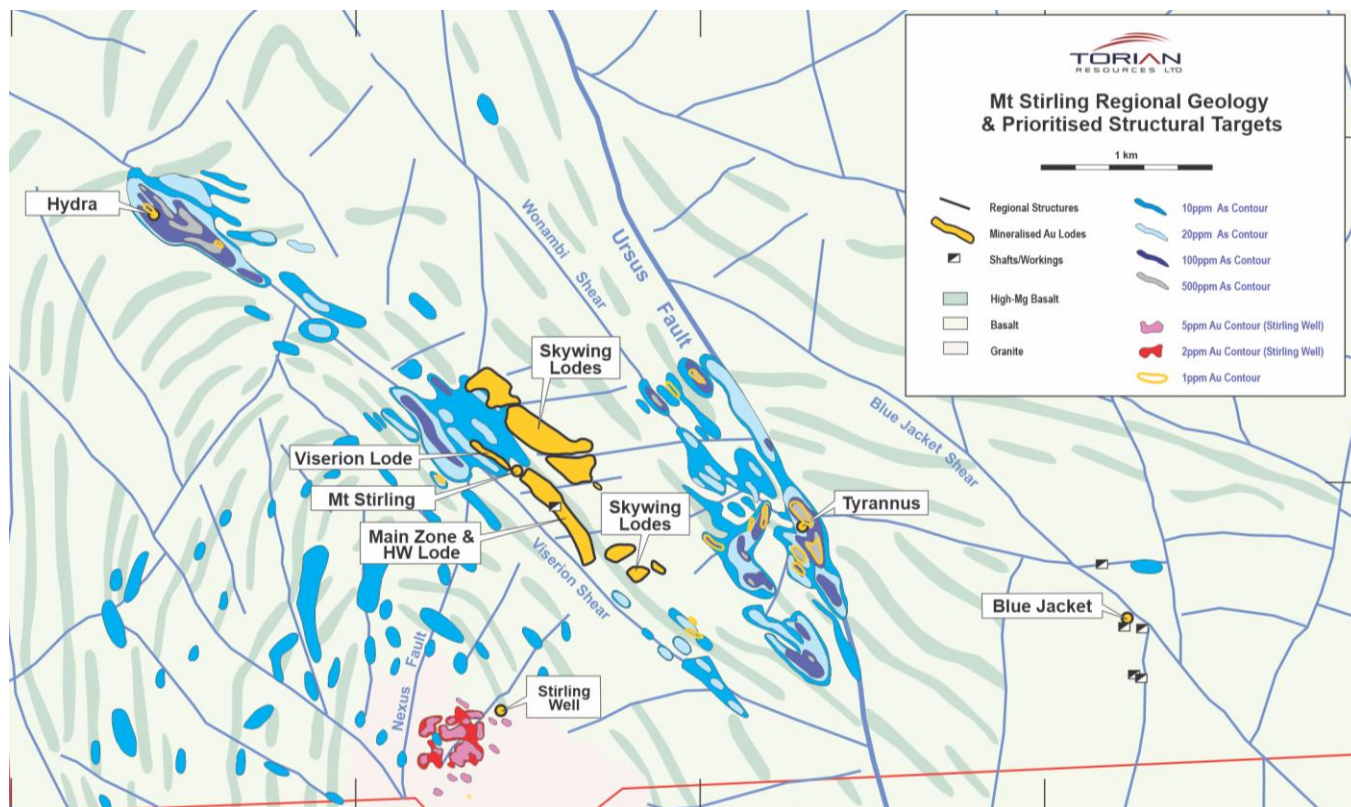 TORIAN
RESOURCES LTD
Mt Stirling Regional Geology
& Prioritised Structural Targets
1 km
Regional Structures
Mineralised Au Lodes
Shafts/Workings
High-Mg Basalt
Basalt
Granite
10ppm As Contour
20ppm As Contour
100ppm As Contour
500ppm As Contour
5ppm Au Contour (Stirling Well)
2ppm Au Contour (Stirling Well)
1ppm Au Contour
Hydra
Wonambi
Shear
Ursus
Fault
Skywing
Lodes
Blue Jacket Shear
Viserion Lode
Mt Stirling
Main Zone &
HW Lode
Skywing
Lodes
Tyrannus
Viserion Shear
Blue Jacket
Nexus
Fault
Stirling
Well